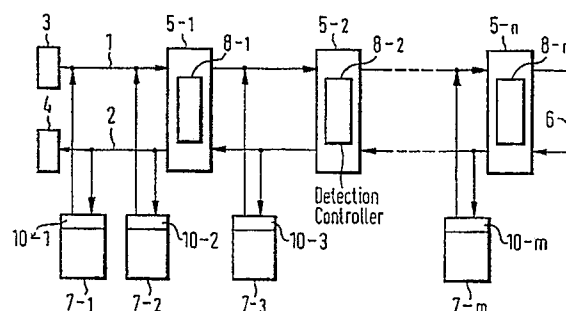 3 1 5-1 8-1 5-2 8-2 5-n 8-n
4 2 6
Detection
Controller
10-1 10-2 10-3 10-m
7-1 7-2 7-3 7-m